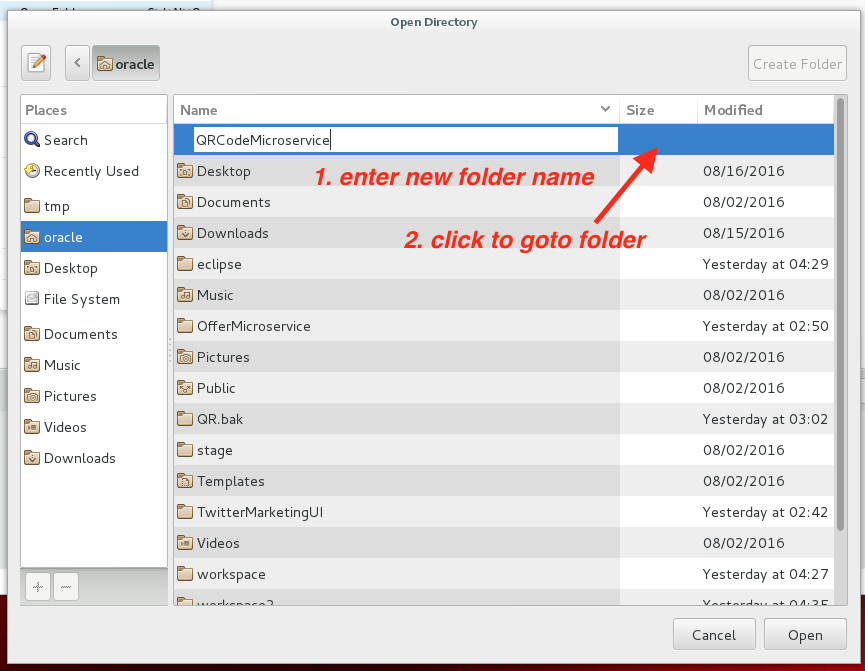 Open Directory
oracle
Create Folder
Places
Name Size Modified
Search
QRCodeMicroservice
Recently Used
Desktop 08/16/2016
1. enter new folder name
tmp
Documents 08/02/2016
oracle
Downloads 08/15/2016
2. click to goto folder
Desktop
eclipse Yesterday at 04:29
File System
Music 08/02/2016
Documents
OfferMicroservice Yesterday at 02:50
Music
Pictures 08/02/2016
Pictures
Public 08/02/2016
Videos
QR.bak Yesterday at 03:02
Downloads
stage 08/02/2016
Templates 08/02/2016
TwitterMarketingUI Yesterday at 02:42
Videos 08/02/2016
workspace Yesterday at 04:27
workspace2 Yesterday at 04:35
Cancel
Open